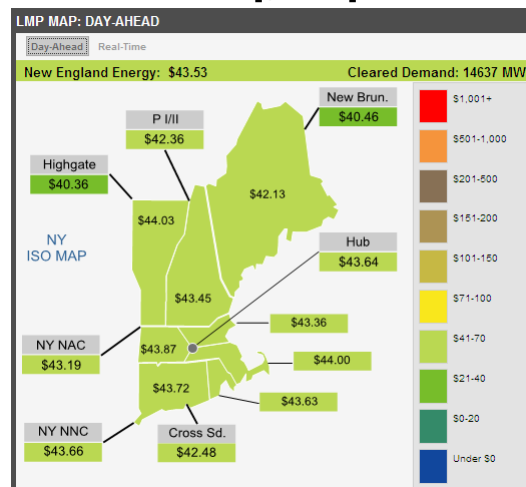 LMP MAP: DAY-AHEAD
Day-Ahead Real-Time
New England Energy: $43.53 Cleared Demand: 14637 MW
New Brun.
$40.46
P I/II
$42.36
Highgate
$40.36
$42.13
$44.03
NY
ISO MAP
Hub
$43.64
$43.45
$43.36
NY NAC
$43.19
$43.87
$44.00
$43.72
$43.63
NY NNC
$43.66
Cross Sd.
$42.48
$1,001+
$501-1,000
$201-500
$151-200
$101-150
$71-100
$41-70
$21-40
$0-20
Under $0